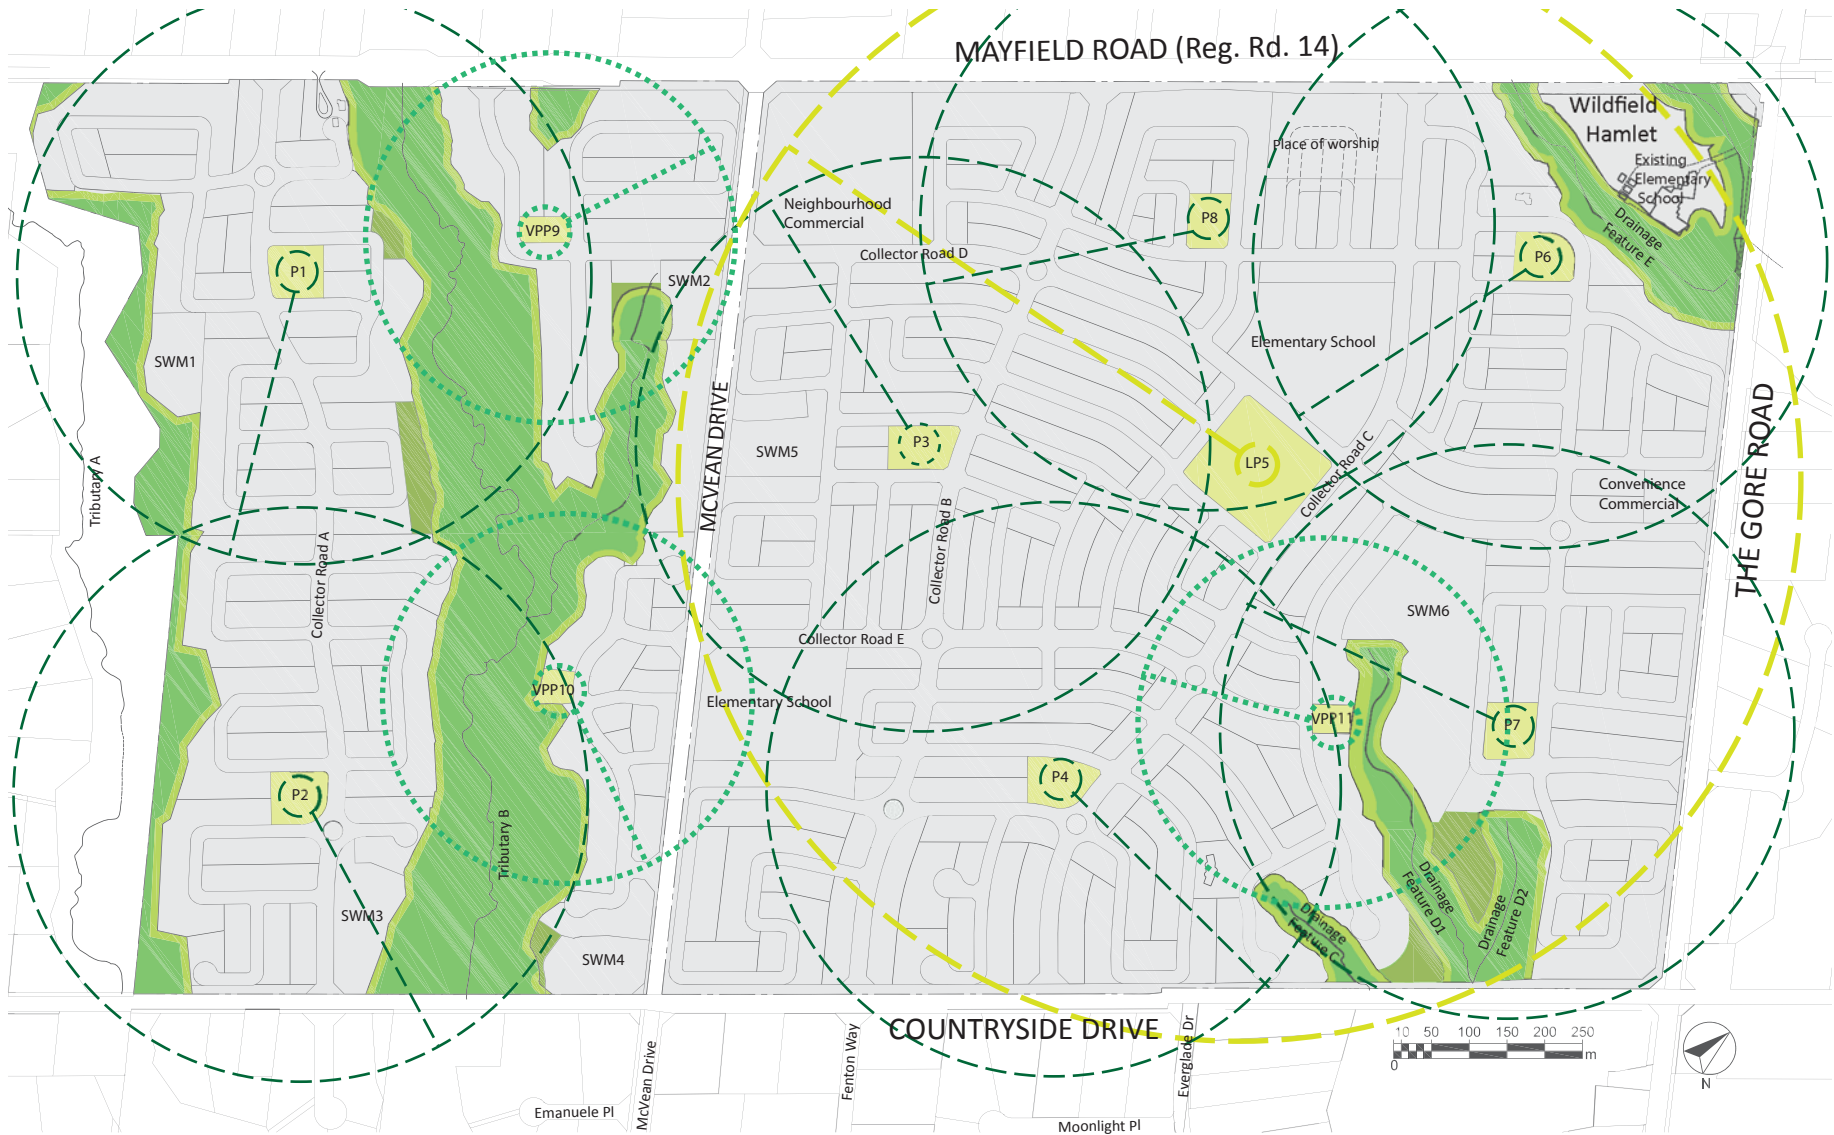 MAYFIELD ROAD (Reg. Rd. 14)
Wildfield
Hamlet
Existing
Elementary
School
Drainage
Feature E
Place of worship
Neighbourhood
Commercial
P8
VPP9
Collector Road D
P6
P1
SWM2
Elementary School
SWM1
MCVEAN DRIVE
THE GORE ROAD
P3
SWM5
LP5
Collector Road C
Convenience
Commercial
Tributary A
Collector Road A
Collector Road B
SWM6
Collector Road E
VPP10
Elementary School
VPP11
P7
P4
P2
Tributary B
Drainage
Feature D1
Drainage
Feature D2
SWM3
Drainage
Feature C
SWM4
COUNTRYSIDE DRIVE
10 50 100 150 200 250
m
0
N
McVean Drive
Fenton Way
Everglade Dr
Emanuele Pl
Moonlight Pl